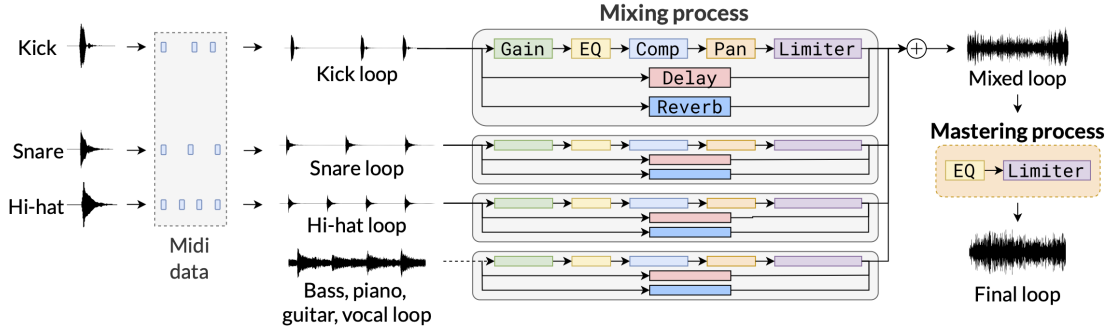 Mixing process
Kick
Kick loop
Gain
EQ
Comp
Pan
Limiter
Delay
Reverb
Mixed loop
Mastering process
EQ
Limiter
Final loop
Snare
Snare loop
Hi-hat
Hi-hat loop
Midi
data
Bass, piano,
guitar, vocal loop